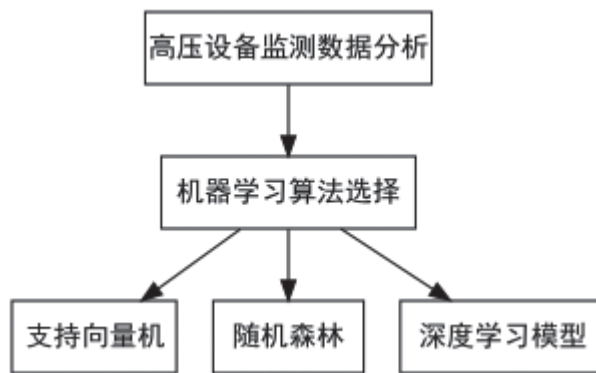 高压设备监测数据分析
机器学习算法选择
支持向量机
随机森林
深度学习模型